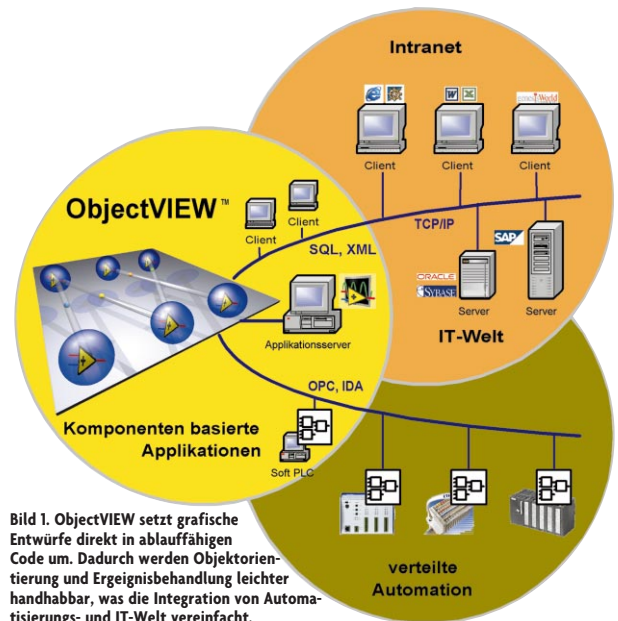 Intranet
Client
Client
Client
ObjectVIEW™
Client
Client
SQL, XML
TCP/IP
SAP
ORACLE
SYBASE
Server
Server
IT-Welt
Applikationsserver
OPC, IDA
Komponenten basierte
Applikationen
Soft PLC
verteilte
Automation
Bild 1. ObjectVIEW setzt grafische
Entwürfe direkt in ablauffähigen
Code um. Dadurch werden Objektorien-
tierung und Ergeignisbehandlung leichter
handhabbar, was die Integration von Automa-
tisierungs- und IT-Welt vereinfacht.